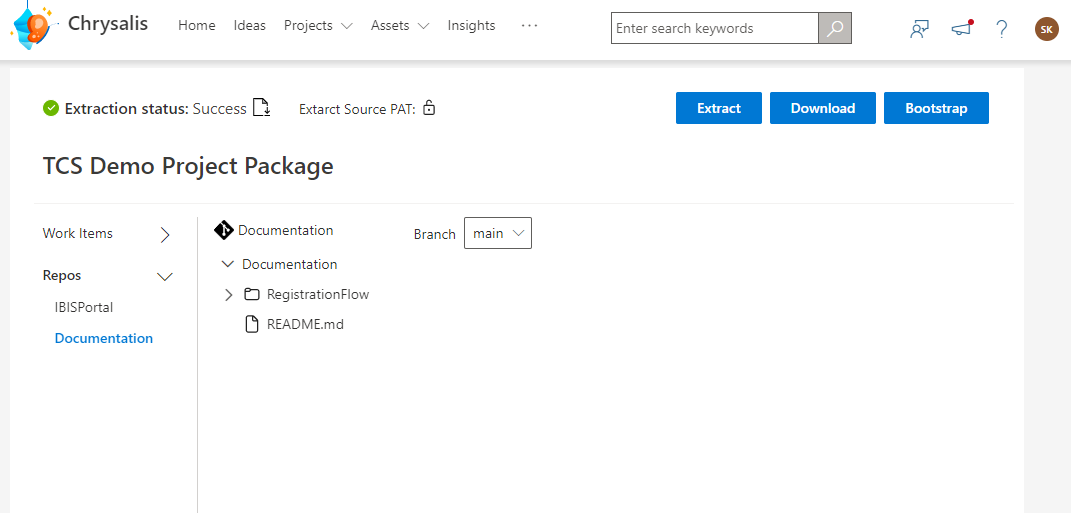 Chrysalis Home Ideas Projects Assets Insights ... Enter search keywords SK
Extraction status: Success Extarct Source PAT: Extract Download Bootstrap
TCS Demo Project Package
Work Items
Repos
IBISPortal
Documentation
Documentation Branch main
Documentation
RegistrationFlow
README.md